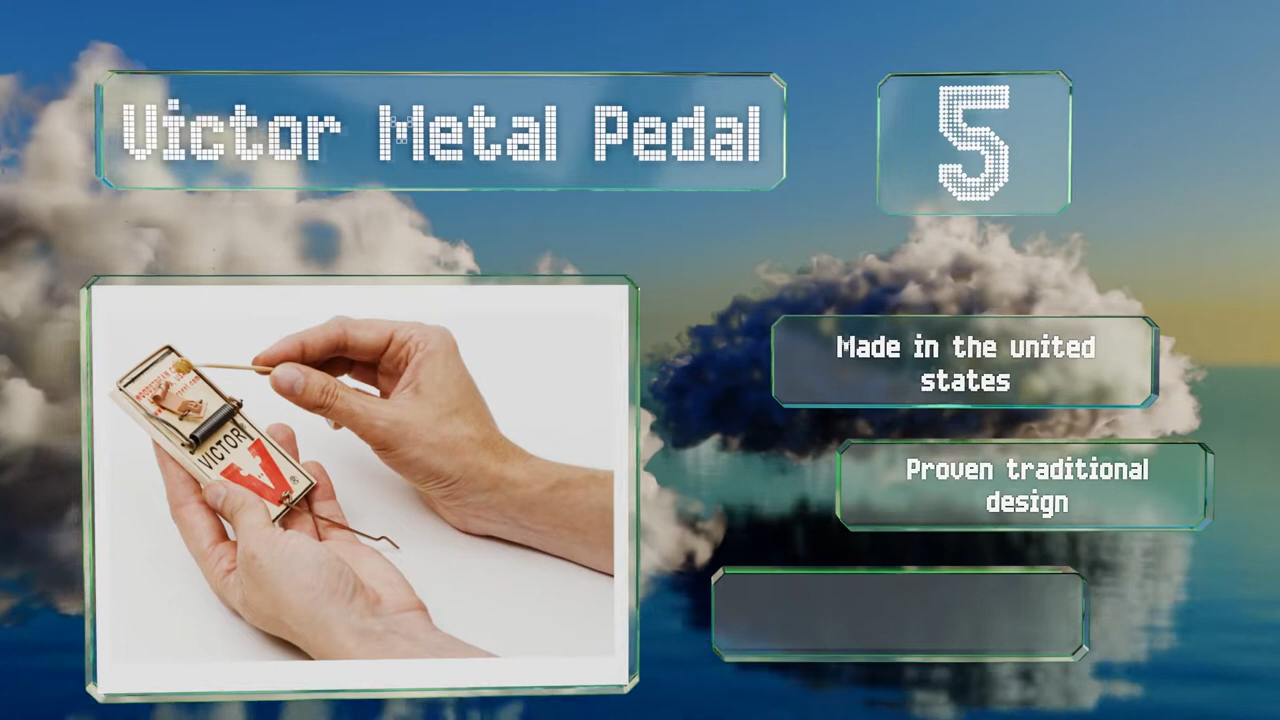 Victor Metal Pedal
5
Made in the united
states
Proven traditional
design
VICTOR
V
®